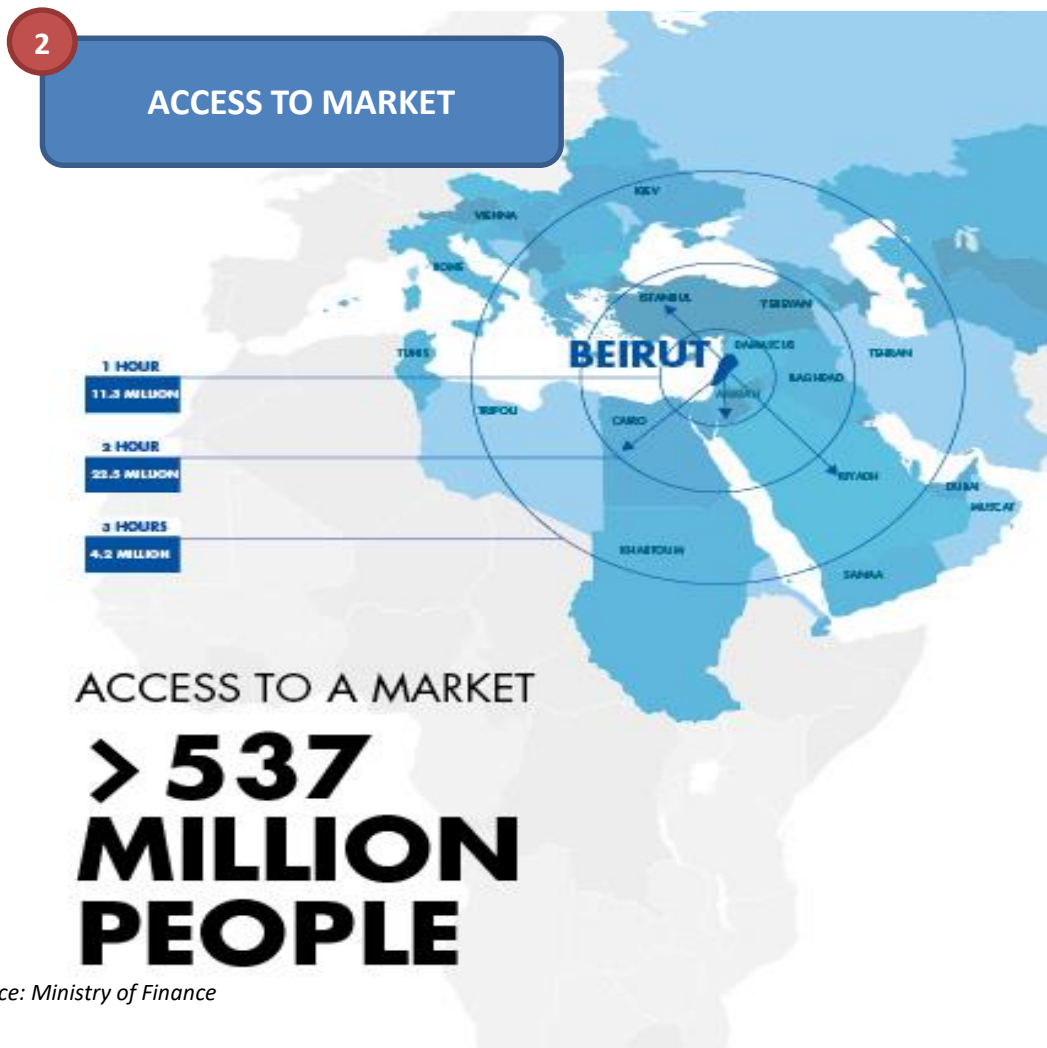 2
ACCESS TO MARKET
KIEV
VIENNA
ROME
ISTANBUL
YEREVAN
TUNIS
BEIRUT
DAMASCUS
TEHRAN
1 HOUR
11.3 MILLION
BAGHDAD
AMMAN
TRIPOLI
CAIRO
2 HOUR
22.5 MILLION
RIYADH
DUBAI
MUSCAT
3 HOURS
4.2 MILLION
KHARTOUM
SANAA
ACCESS TO A MARKET
> 537
MILLION
PEOPLE
ce: Ministry of Finance